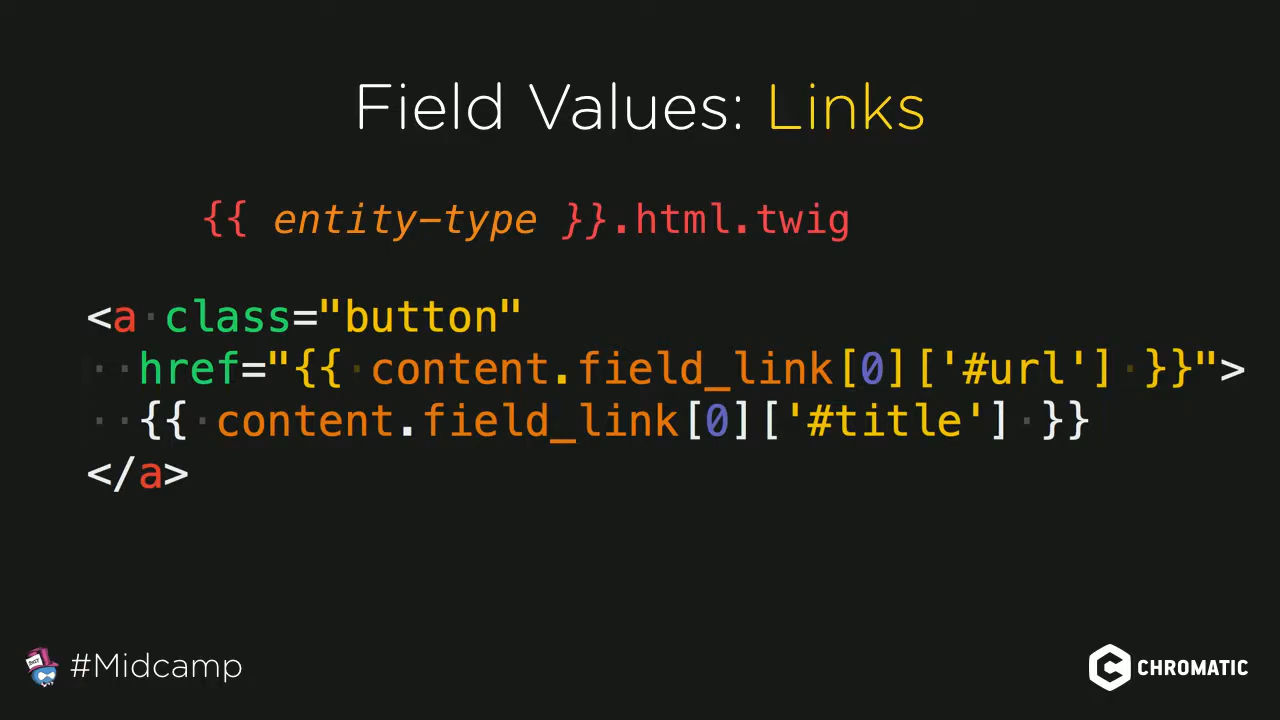 Field Values: Links
{{ entity-type }}.html.twig
<a class="button"
  href="{{ content.field_link[0]['#url'] }}">
  {{ content.field_link[0]['#title'] }}
</a>
#Midcamp
CHROMATIC